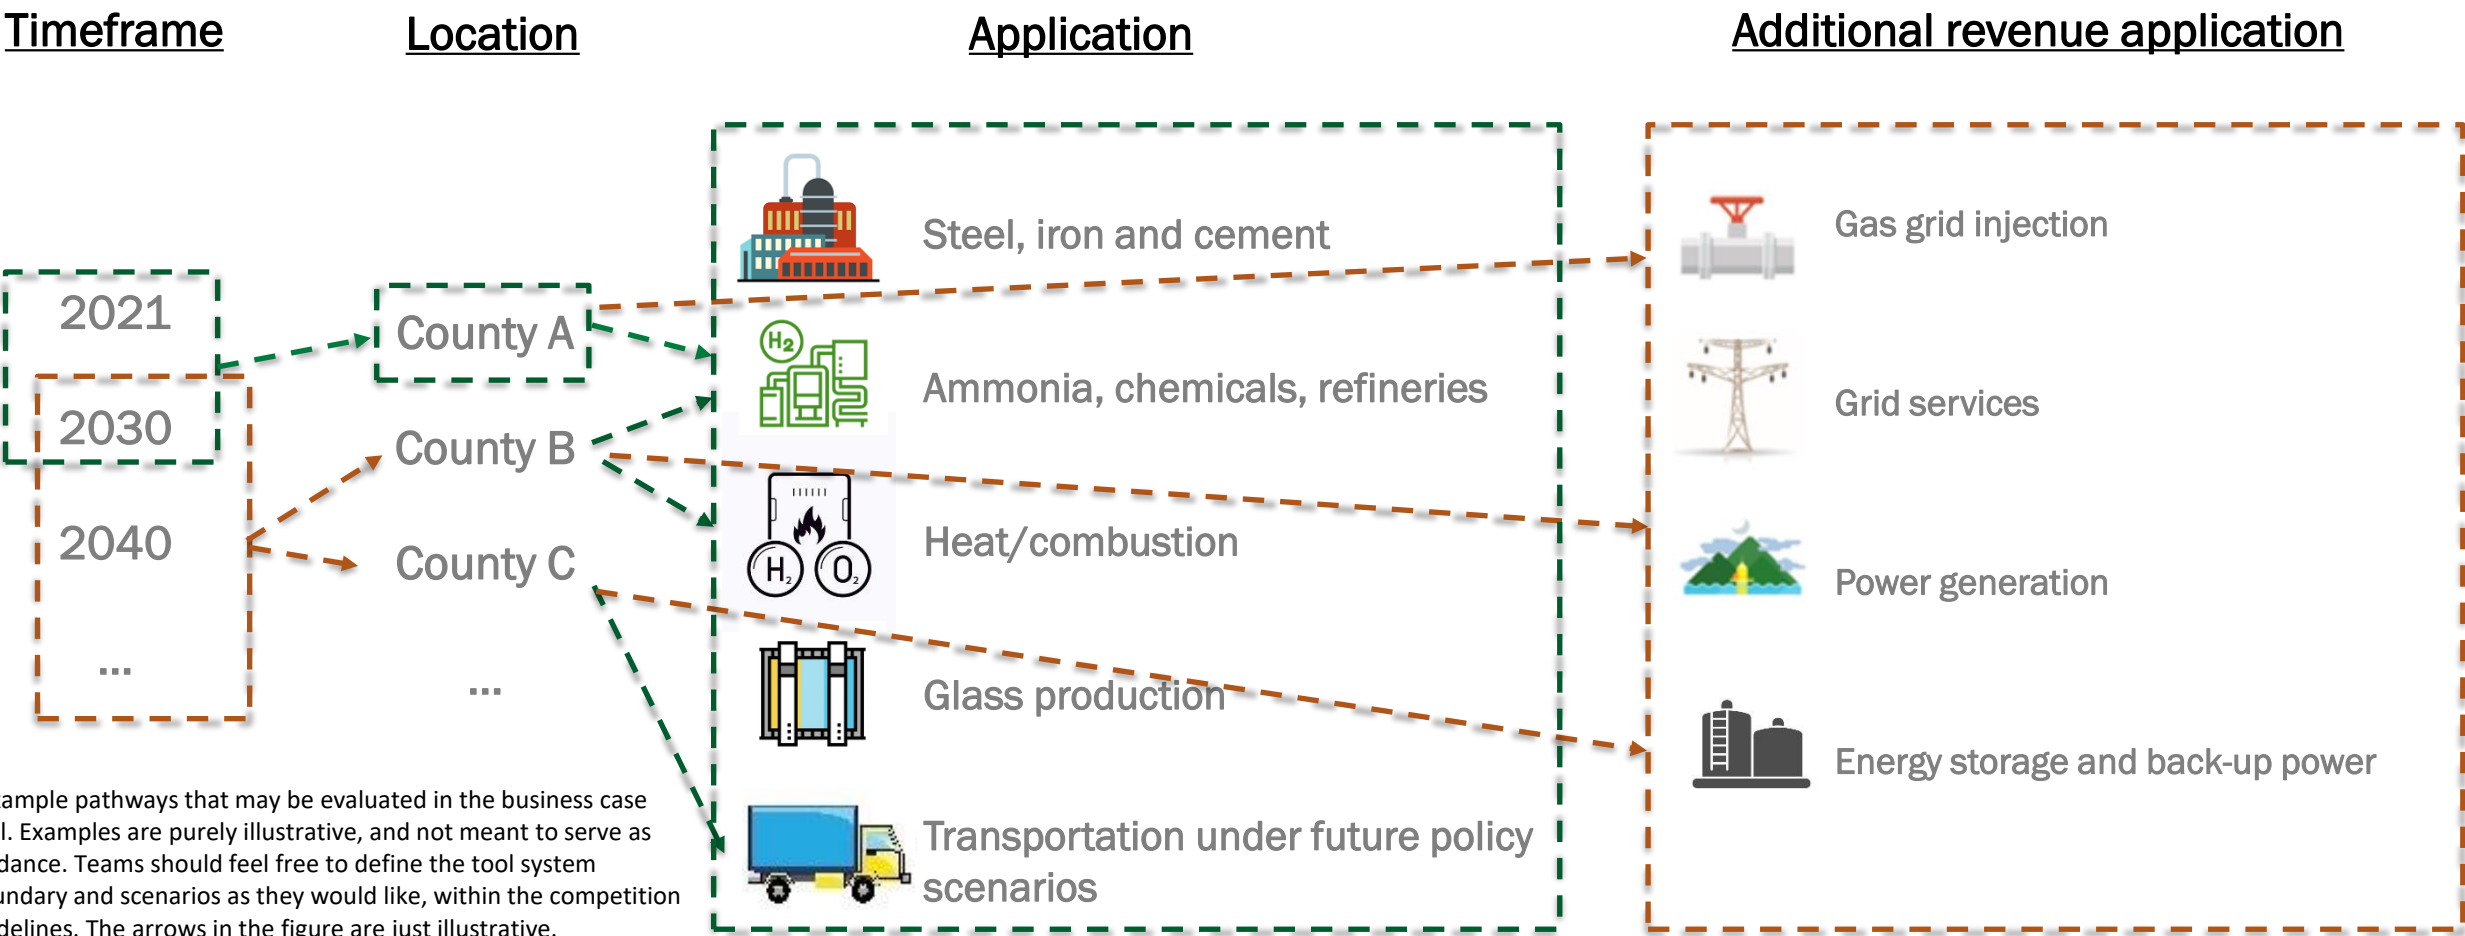 Timeframe
Location
Application
Additional revenue application
2021
2030
2040
...
County A
County B
County C
...
Steel, iron and cement
H2
Ammonia, chemicals, refineries
H2 O2
Heat/combustion
Glass production
Transportation under future policy
scenarios
Gas grid injection
Grid services
Power generation
Energy storage and back-up power
pathways that may be evaluated in the business case
Examples are purely illustrative, and not meant to serve as
Teams should feel free to define the tool system
and scenarios as they would like, within the competition
The arrows in the figure are just illustrative.